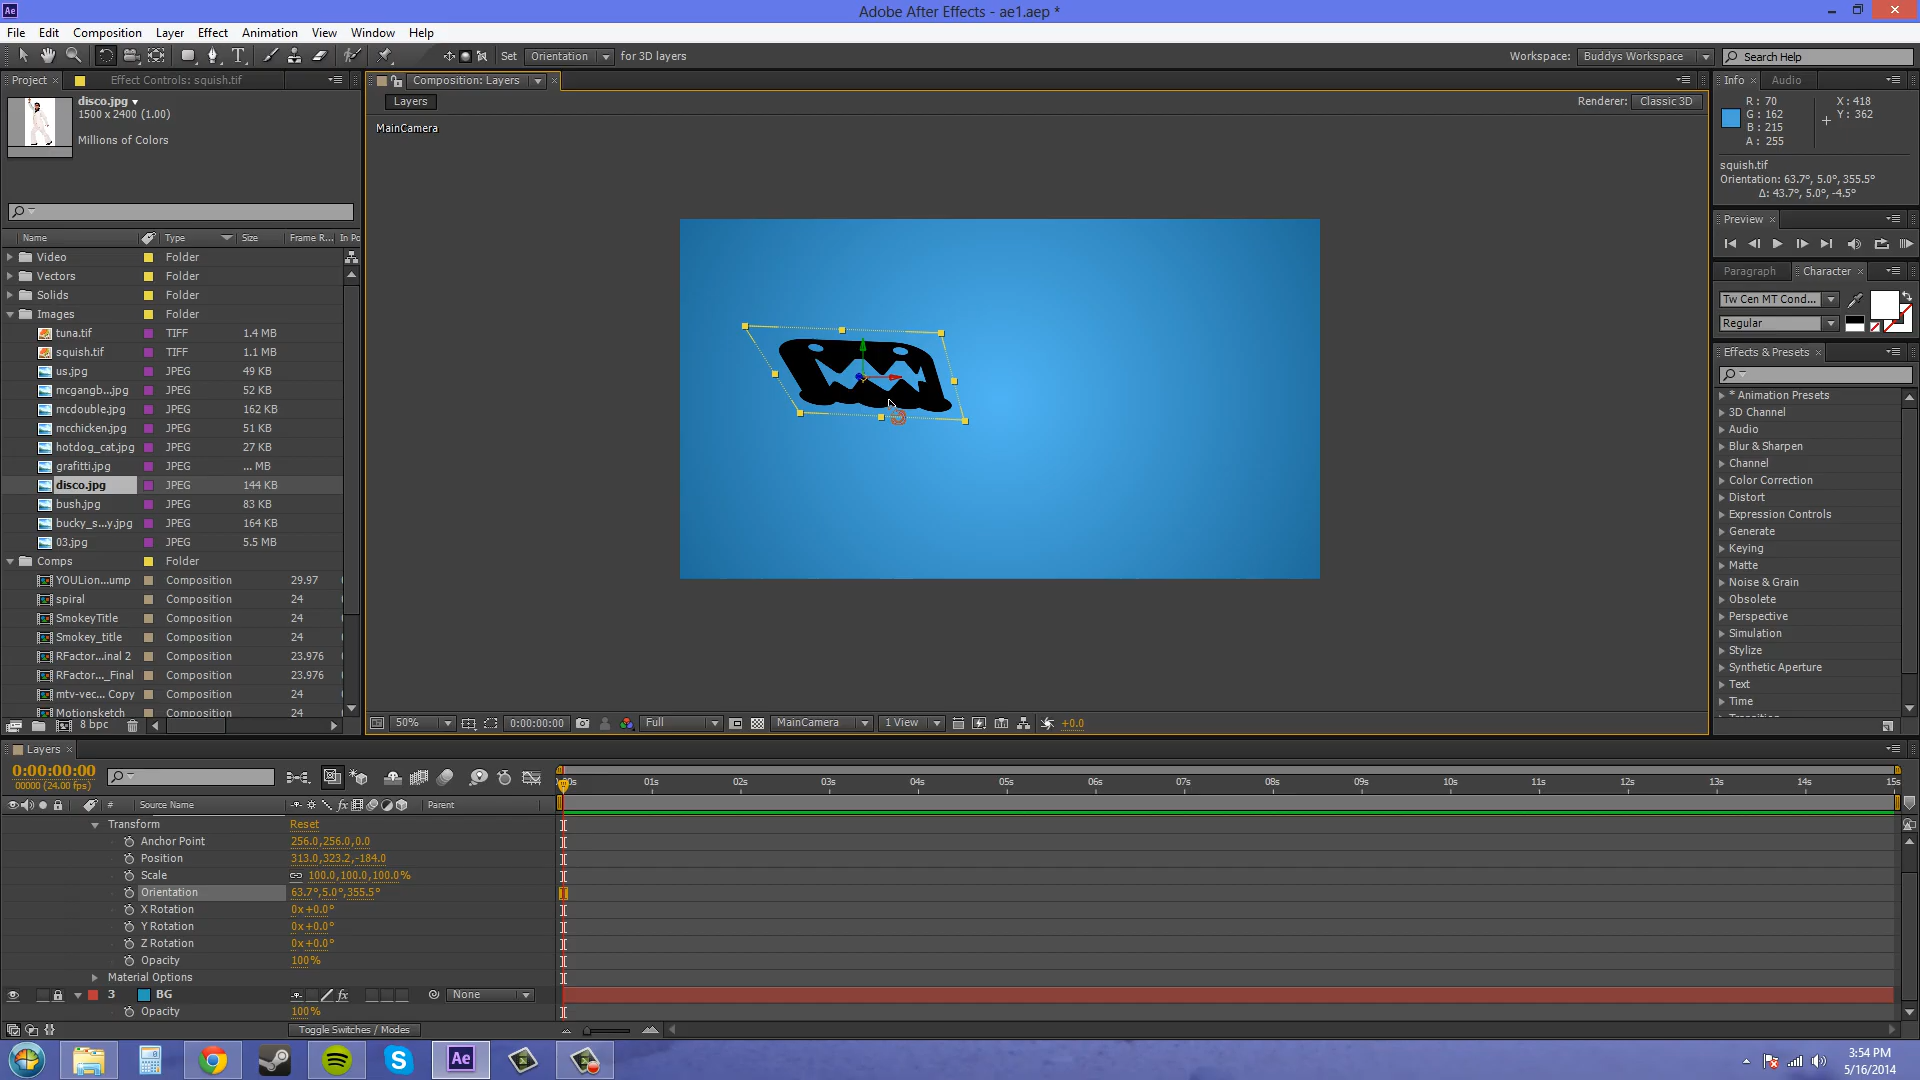 Adobe After Effects - ae1.aep *
File Edit Composition Layer Effect Animation View Window Help
Set Orientation for 3D layers Workspace: Buddys Workspace Search Help
Project Effect Controls: squish.tif
disco.jpg
1500 x 2400 (1.00)
Millions of Colors
Name Type Size Frame R... In Po
Video Folder
Vectors Folder
Solids Folder
Images Folder
tuna.tif TIFF 1.4 MB
squish.tif TIFF 1.1 MB
us.jpg JPEG 49 KB
mcgangb...jpg JPEG 52 KB
mcdouble.jpg JPEG 162 KB
mcchicken.jpg JPEG 51 KB
hotdog_cat.jpg JPEG 27 KB
grafitti.jpg JPEG ... MB
disco.jpg JPEG 144 KB
bush.jpg JPEG 83 KB
bucky_s...y.jpg JPEG 164 KB
03.jpg JPEG 5.5 MB
Comps Folder
YOULion...ump Composition 29.97
spiral Composition 24
SmokeyTitle Composition 24
Smokey_title Composition 24
RFactor...inal 2 Composition 23.976
RFactor..._Final Composition 23.976
mtv-vec... Copy Composition 24
Motionsketch Composition 24
8 bpc
Composition: Layers
Layers Renderer: Classic 3D
MainCamera
50% 0:00:00:00 Full MainCamera 1 View +0.0
Info Audio
R: 70 X: 418
G: 162 Y: 362
B: 215
A: 255
squish.tif
Orientation: 63.7°, 5.0°, 355.5°
Δ: 43.7°, 5.0°, -4.5°
Preview
Paragraph Character
Tw Cen MT Cond...
Regular
Effects & Presets
* Animation Presets
3D Channel
Audio
Blur & Sharpen
Channel
Color Correction
Distort
Expression Controls
Generate
Keying
Matte
Noise & Grain
Obsolete
Perspective
Simulation
Stylize
Synthetic Aperture
Text
Time
Transition
Layers
0:00:00:00
00000 (24.00 fps)
01s 02s 03s 04s 05s 06s 07s 08s 09s 10s 11s 12s 13s 14s 15s
# Source Name Parent
Transform Reset
Anchor Point 256.0,256.0,0.0
Position 313.0,323.2,-184.0
Scale 100.0,100.0,100.0%
Orientation 63.7°,5.0°,355.5°
X Rotation 0x+0.0°
Y Rotation 0x+0.0°
Z Rotation 0x+0.0°
Opacity 100%
Material Options
3 BG None
Opacity 100%
Toggle Switches / Modes
3:54 PM
5/16/2014